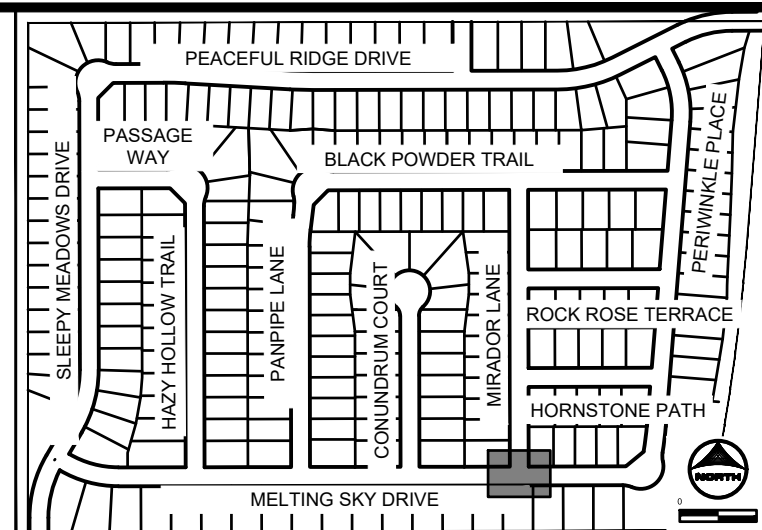 PEACEFUL RIDGE DRIVE
PASSAGE
WAY
BLACK POWDER TRAIL
SLEEPY MEADOWS DRIVE
HAZY HOLLOW TRAIL
PANPIPE LANE
CONUNDRUM COURT
MIRADOR LANE
PERIWINKLE PLACE
ROCK ROSE TERRACE
HORNSTONE PATH
MELTING SKY DRIVE
NORTH
0